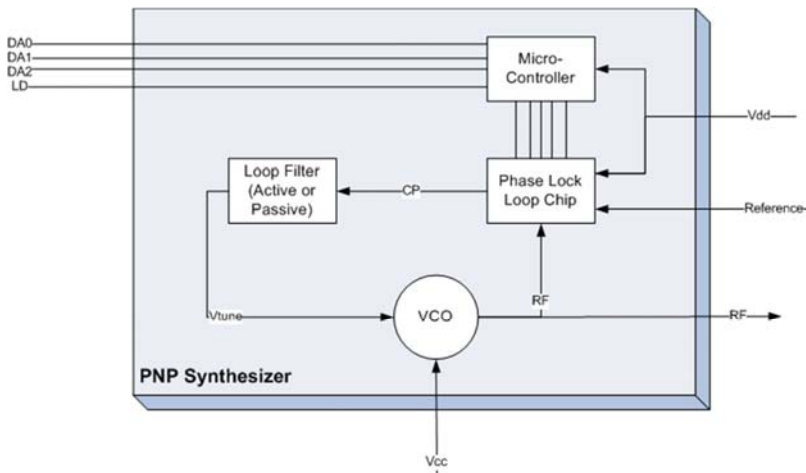 DA0
DA1
DA2
LD
Micro-
Controller
Vdd
Loop Filter
(Active or
Passive)
CP
Phase Lock
Loop Chip
Reference
RF
Vtune
VCO
RF
PNP Synthesizer
Vcc